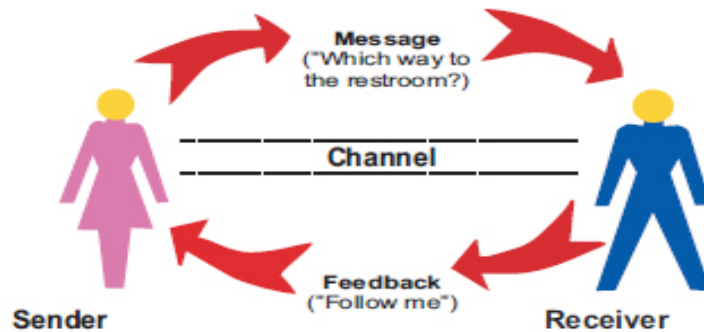 Message
("Which way to
the restroom?)
Channel
Feedback
("Follow me")
Sender
Receiver